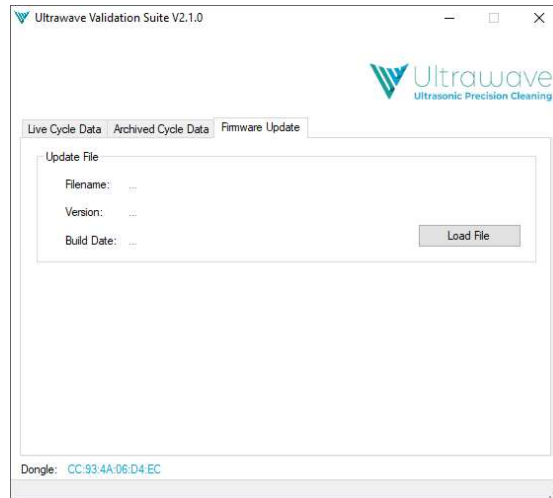 Ultrawave Validation Suite V2.1.0
Ultrawave
Ultrasonic Precision Cleaning
Live Cycle Data Archived Cycle Data Firmware Update
Update File
Filename: ...
Version: ...
Build Date: ...
Load File
Dongle: CC:93:4A:06:D4:EC